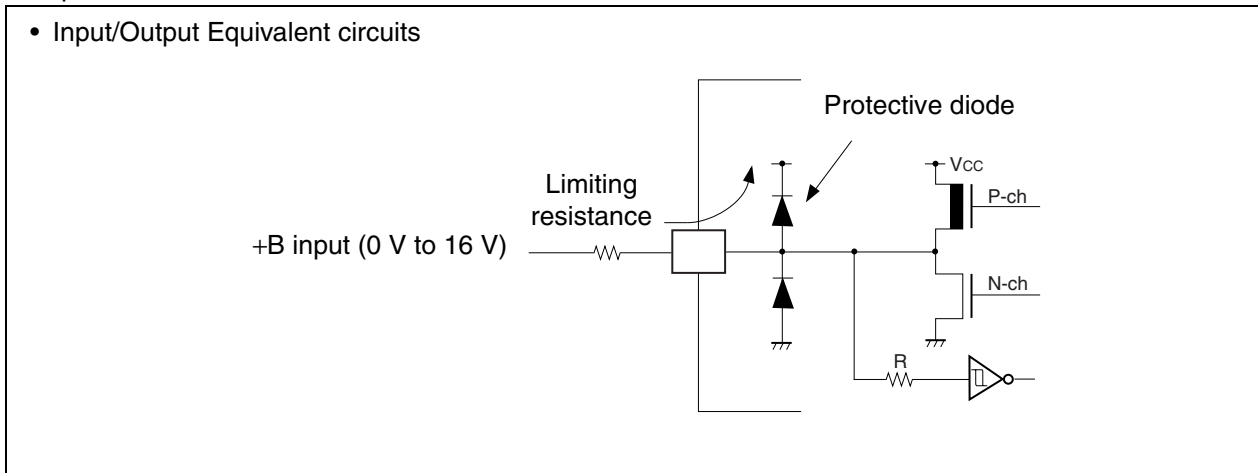 • Input/Output Equivalent circuits
Protective diode
Limiting
resistance
VCC
P-ch
+B input (0 V to 16 V)
N-ch
R